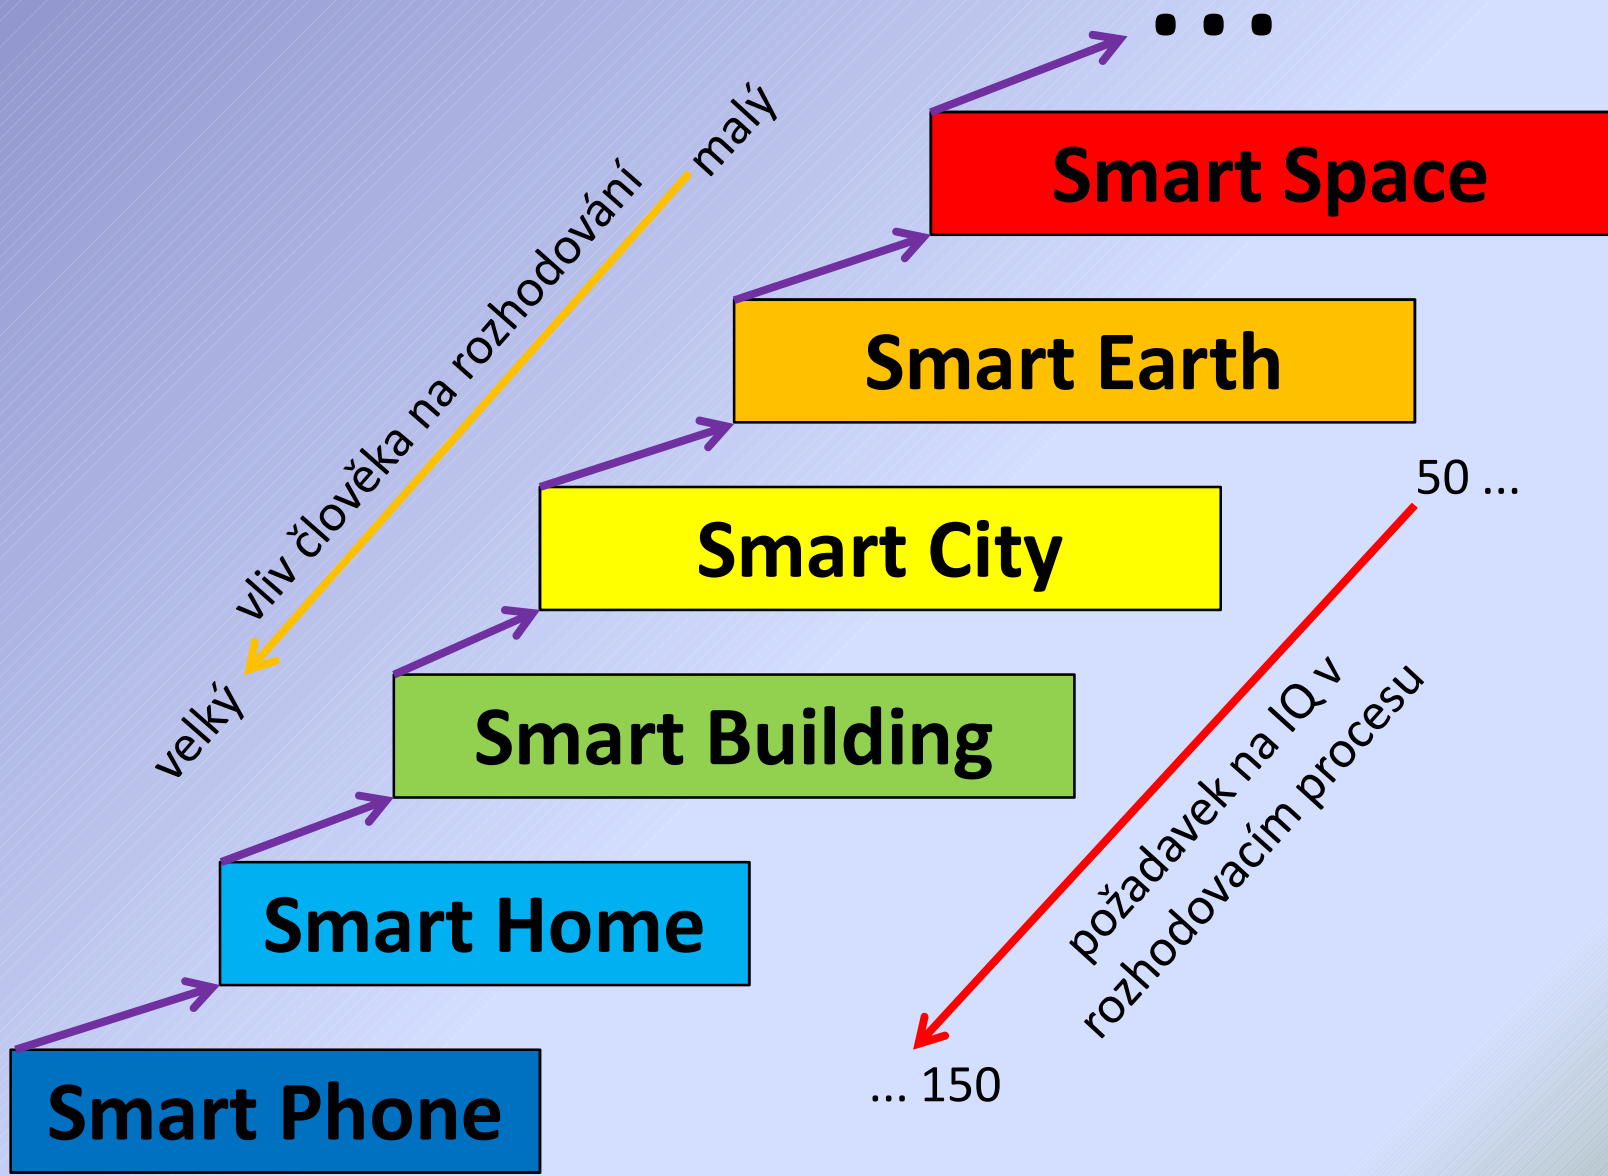 ...
malý
Smart Space
vliv člověka na rozhodování
Smart Earth
50 ...
Smart City
velký
Smart Building
požadavek na IQ v
rozhodovacím procesu
Smart Home
... 150
Smart Phone